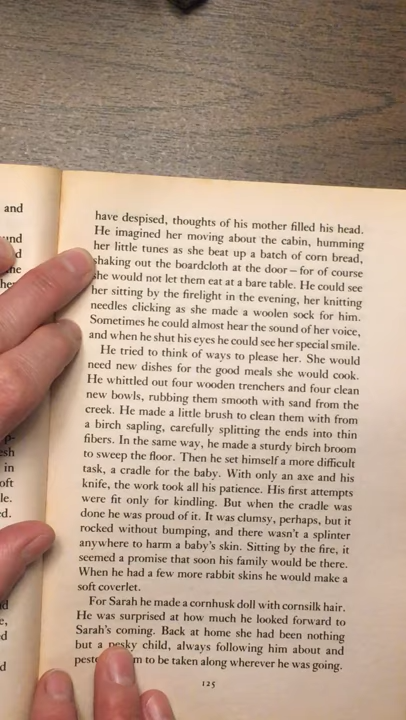 and
have despised, thoughts of his mother filled his head.
He imagined her moving about the cabin, humming
her little tunes as she beat up a batch of corn bread,
shaking out the boardcloth at the door – for of course
she would not let them eat at a bare table. He could see
her sitting by the firelight in the evening, her knitting
needles clicking as she made a woolen sock for him.
Sometimes he could almost hear the sound of her voice,
and when he shut his eyes he could see her special smile.
He tried to think of ways to please her. She would
need new dishes for the good meals she would cook.
He whittled out four wooden trenchers and four clean
new bowls, rubbing them smooth with sand from the
creek. He made a little brush to clean them with from
a birch sapling, carefully splitting the ends into thin
fibers. In the same way, he made a sturdy birch broom
to sweep the floor. Then he set himself a more difficult
task, a cradle for the baby. With only an axe and his
knife, the work took all his patience. His first attempts
were fit only for kindling. But when the cradle was
done he was proud of it. It was clumsy, perhaps, but it
rocked without bumping, and there wasn't a splinter
anywhere to harm a baby's skin. Sitting by the fire, it
seemed a promise that soon his family would be there.
When he had a few more rabbit skins he would make a
soft coverlet.
For Sarah he made a cornhusk doll with cornsilk hair.
He was surprised at how much he looked forward to
Sarah's coming. Back at home she had been nothing
but a pesky child, always following him about and
to be taken along wherever he was going.
125